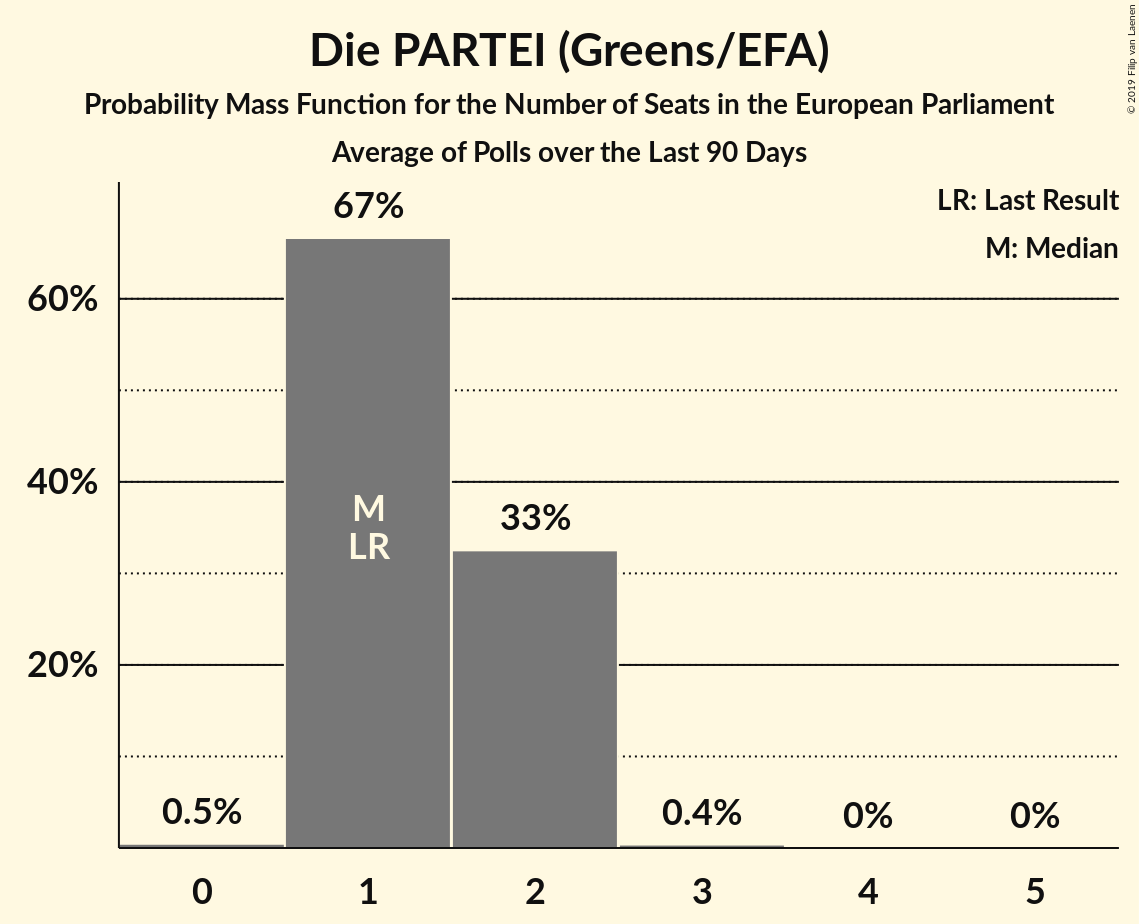 Die PARTEI (Greens/EFA)
Probability Mass Function for the Number of Seats in the European Parliament
Average of Polls over the Last 90 Days
© 2019 Filip van Laenen
LR: Last Result
M: Median
67%
60%
40%
M
LR
33%
20%
0.5%
0.4%
0%
0%
0 1 2 3 4 5